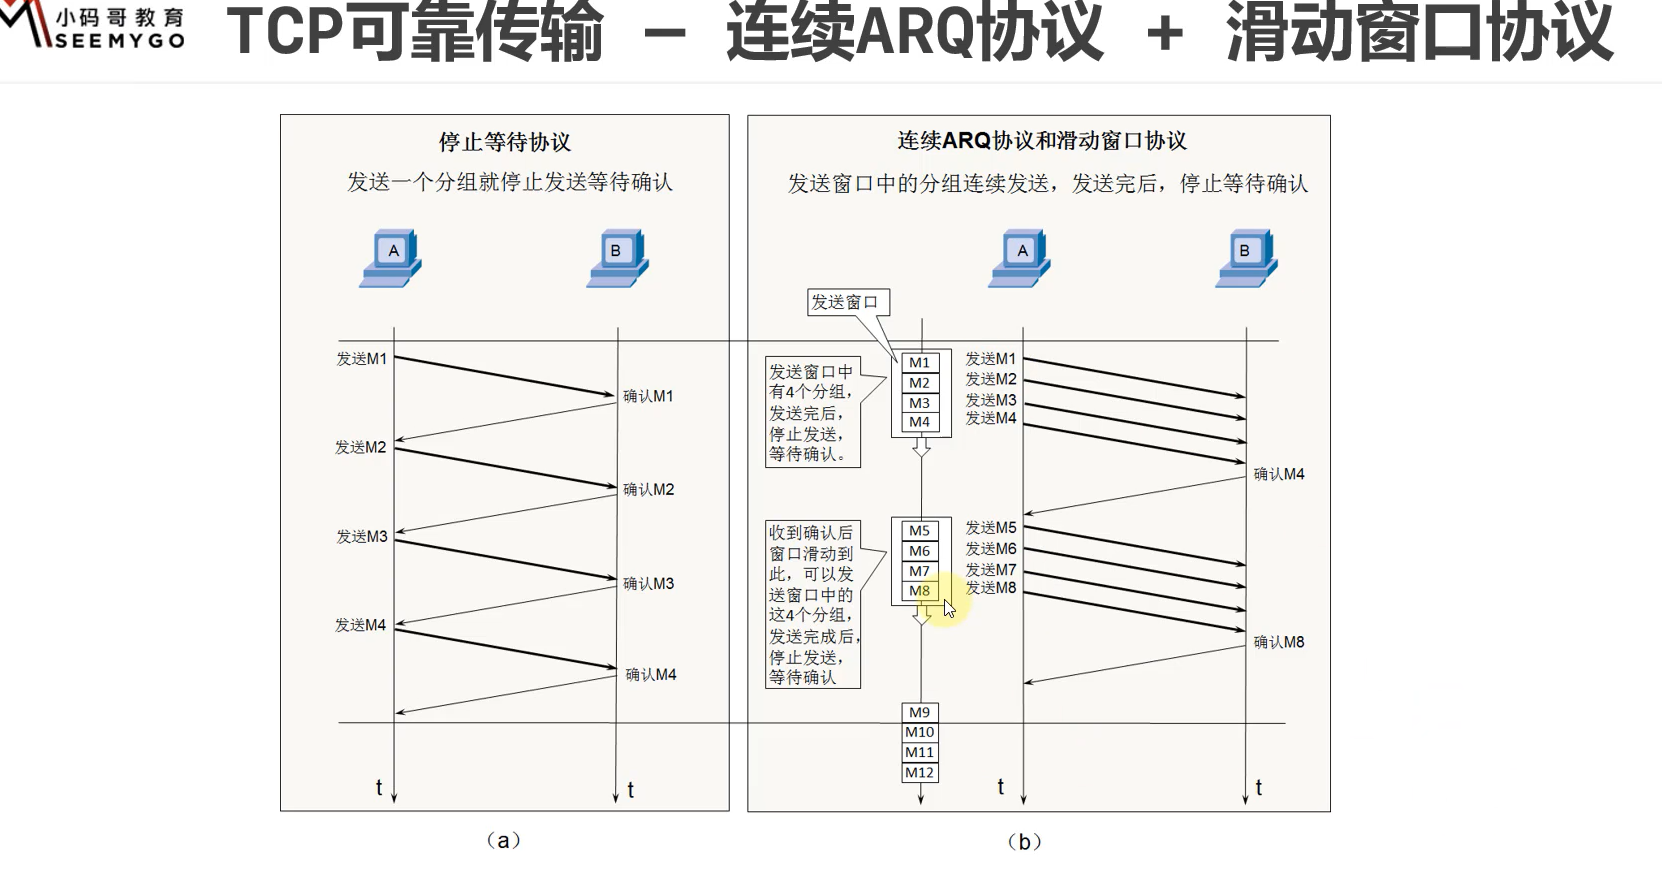 小码哥教育
SEEMYGO
TCP可靠传输 – 连续ARQ协议 + 滑动窗口协议
停止等待协议
发送一个分组就停止发送等待确认
A
B
发送M1
确认M1
发送M2
确认M2
发送M3
确认M3
发送M4
确认M4
t
t
（a）
连续ARQ协议和滑动窗口协议
发送窗口中的分组连续发送，发送完后，停止等待确认
A
B
发送窗口
发送窗口中
有4个分组，
发送完后，
停止发送，
等待确认。
M1
M2
M3
M4
发送M1
发送M2
发送M3
发送M4
确认M4
收到确认后
窗口滑动到
此，可以发
送窗口中的
这4个分组，
发送完成后，
停止发送，
等待确认
M5
M6
M7
M8
发送M5
发送M6
发送M7
发送M8
确认M8
M9
M10
M11
M12
t
t
（b）